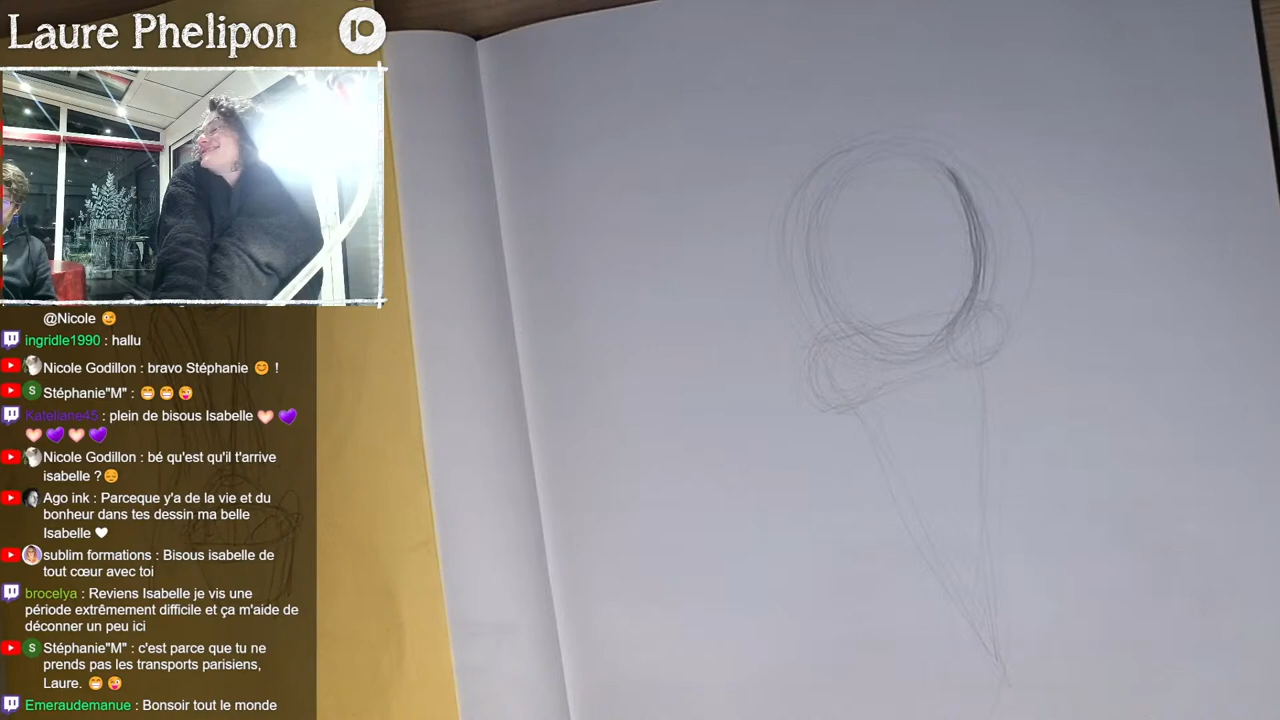 Laure Phelipon
@Nicole
ingridle1990 : hallu
Nicole Godillon : bravo Stéphanie 😊 !
S Stéphanie"M" : 😁 😁 😜
Kateliane45 : plein de bisous Isabelle 🤍 💜
🤍 💜 🤍 💜
Nicole Godillon : bé qu'est qu'il t'arrive
isabelle ? 😔
Ago ink : Parceque y'a de la vie et du
bonheur dans tes dessin ma belle
Isabelle 🤍
sublim formations : Bisous isabelle de
tout cœur avec toi
brocelya : Reviens Isabelle je vis une
période extrêmement difficile et ça m'aide de
déconner un peu ici
S Stéphanie"M" : c'est parce que tu ne
prends pas les transports parisiens,
Laure. 😁 😜
Emeraudemanue : Bonsoir tout le monde